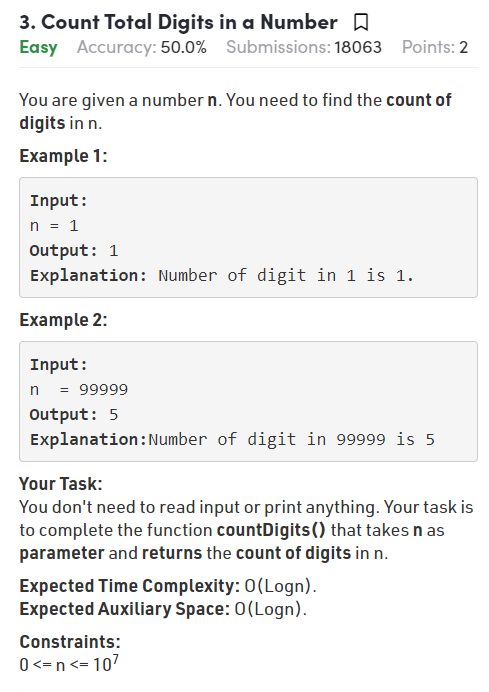 3. Count Total Digits in a Number
Easy Accuracy: 50.0% Submissions: 18063 Points: 2
You are given a number n. You need to find the count of
digits in n.
Example 1:
Input:
n = 1
Output: 1
Explanation: Number of digit in 1 is 1.
Example 2:
Input:
n  = 99999
Output: 5
Explanation:Number of digit in 99999 is 5
Your Task:
You don't need to read input or print anything. Your task is
to complete the function countDigits() that takes n as
parameter and returns the count of digits in n.
Expected Time Complexity: O(Logn).
Expected Auxiliary Space: O(Logn).
Constraints:
0 <= n <= 10⁷